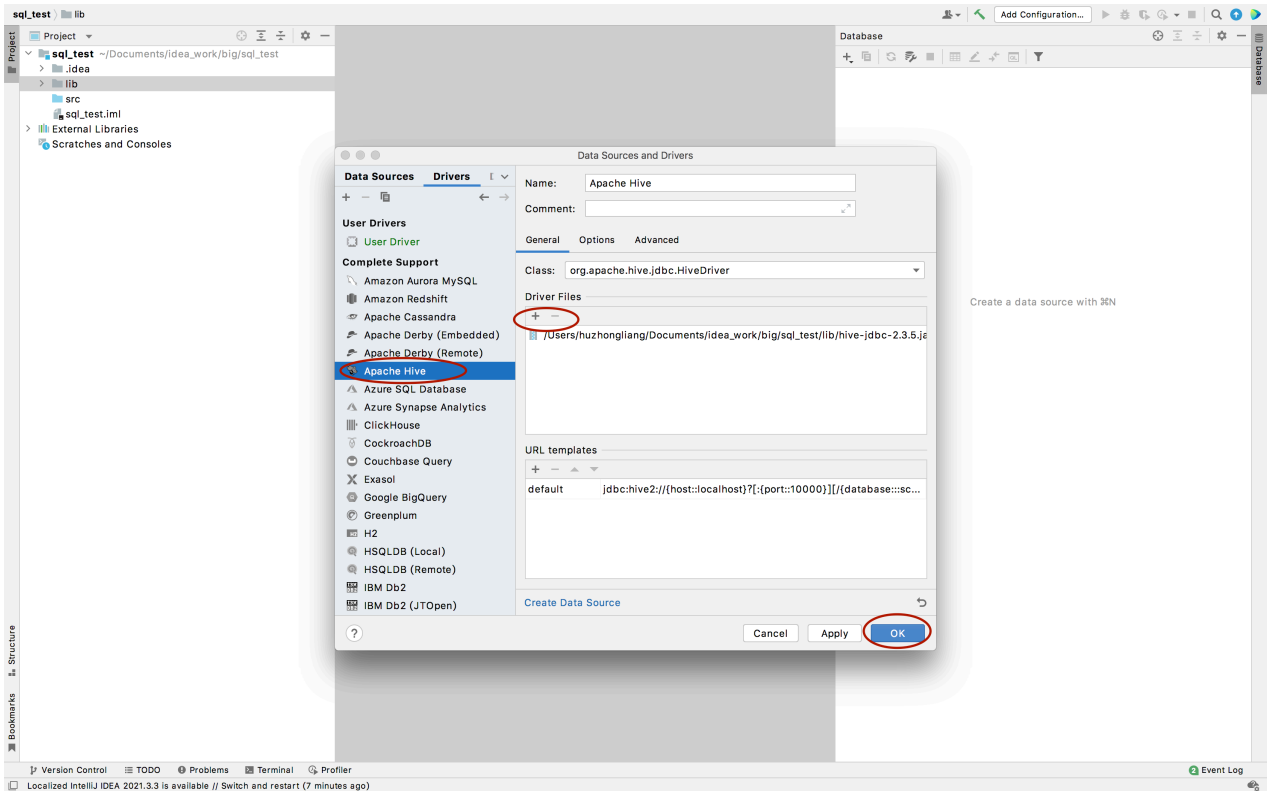 sql_test
lib
Add Configuration...
Project
Project
sql_test ~/Documents/idea_work/big/sql_test
.idea
lib
src
sql_test.iml
External Libraries
Scratches and Consoles
Structure
Bookmarks
Data Sources and Drivers
Data Sources
Drivers
User Drivers
User Driver
Complete Support
Amazon Aurora MySQL
Amazon Redshift
Apache Cassandra
Apache Derby (Embedded)
Apache Derby (Remote)
Apache Hive
Azure SQL Database
Azure Synapse Analytics
ClickHouse
CockroachDB
Couchbase Query
Exasol
Google BigQuery
Greenplum
H2
HSQLDB (Local)
HSQLDB (Remote)
IBM Db2
IBM Db2 (JTOpen)
Name: Apache Hive
Comment:
General Options Advanced
Class: org.apache.hive.jdbc.HiveDriver
Driver Files
/Users/huzhongliang/Documents/idea_work/big/sql_test/lib/hive-jdbc-2.3.5.ja
URL templates
default jdbc:hive2://{host::localhost}?[:{port::10000}][/{database:::sc...
Create Data Source
?
Cancel
Apply
OK
Database
Create a data source with ⌘N
Database
Version Control
TODO
Problems
Terminal
Profiler
2 Event Log
Localized IntelliJ IDEA 2021.3.3 is available // Switch and restart (7 minutes ago)